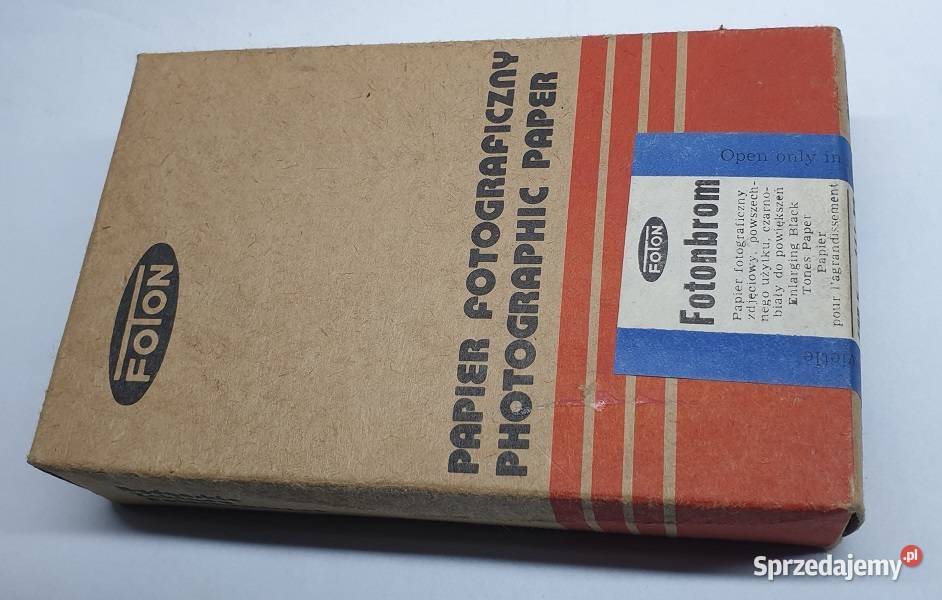 FOTON
PAPIER FOTOGRAFICZNY
PHOTOGRAPHIC PAPER
Open only in
FOTON
Fotonbrom
Papier fotograficzny
zdjęciowy, powszech-
nego użytku, czarno-
biały do powiększeń
Enlarging Black
Tones Paper
Papier
pour l'agrandissement
Sprzedajemy.pl